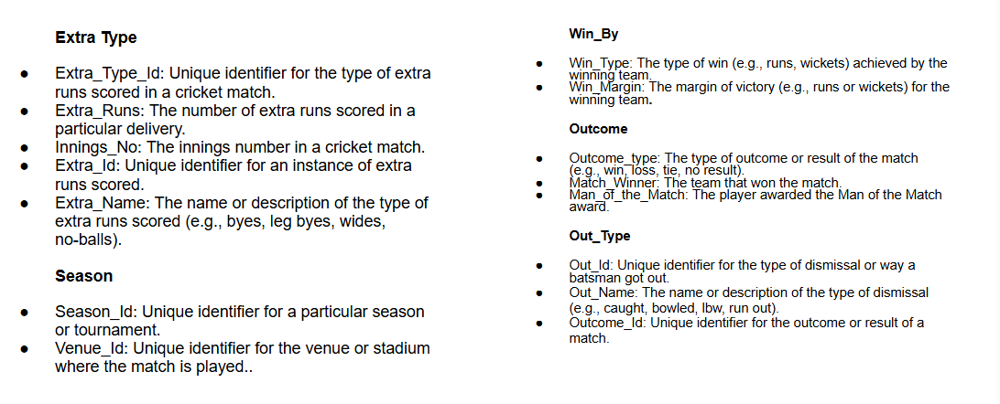 Extra Type
● Extra_Type_Id: Unique identifier for the type of extra
runs scored in a cricket match.
● Extra_Runs: The number of extra runs scored in a
particular delivery.
● Innings_No: The innings number in a cricket match.
● Extra_Id: Unique identifier for an instance of extra
runs scored.
● Extra_Name: The name or description of the type of
extra runs scored (e.g., byes, leg byes, wides,
no-balls).
Season
● Season_Id: Unique identifier for a particular season
or tournament.
● Venue_Id: Unique identifier for the venue or stadium
where the match is played..
Win_By
● Win_Type: The type of win (e.g., runs, wickets) achieved by the
winning team.
● Win_Margin: The margin of victory (e.g., runs or wickets) for the
winning team.
Outcome
● Outcome_type: The type of outcome or result of the match
(e.g., win, loss, tie, no result).
● Match_Winner: The team that won the match.
● Man_of_the_Match: The player awarded the Man of the Match
award.
Out_Type
● Out_Id: Unique identifier for the type of dismissal or way a
batsman got out.
● Out_Name: The name or description of the type of dismissal
(e.g., caught, bowled, lbw, run out).
● Outcome_Id: Unique identifier for the outcome or result of a
match.